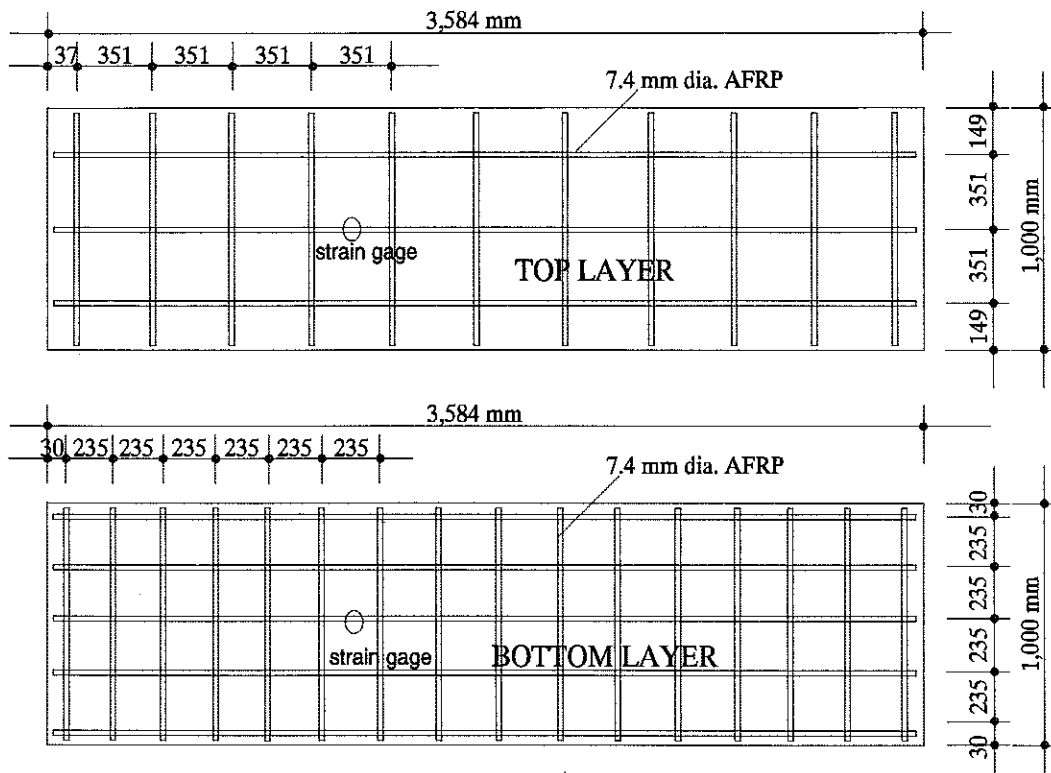 3,584 mm
37 351 351 351 351
7.4 mm dia. AFRP
149
351
351
149
1,000 mm
strain gage
TOP LAYER
3,584 mm
30 235 235 235 235 235 235
7.4 mm dia. AFRP
30
235
235
235
235
30
1,000 mm
strain gage
BOTTOM LAYER